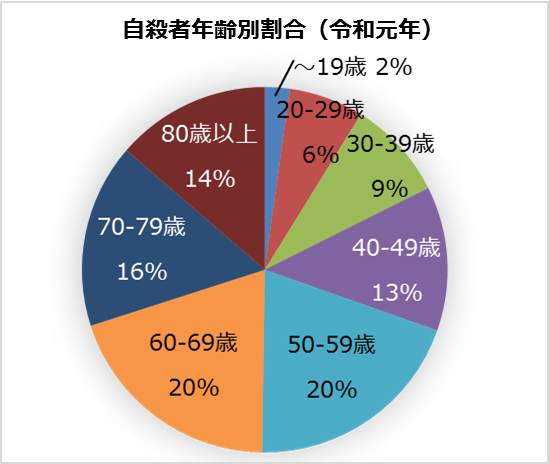 自殺者年齢別割合（令和元年）
～19歳 2%
20-29歳
6%
30-39歳
9%
40-49歳
13%
50-59歳
20%
60-69歳
20%
70-79歳
16%
80歳以上
14%